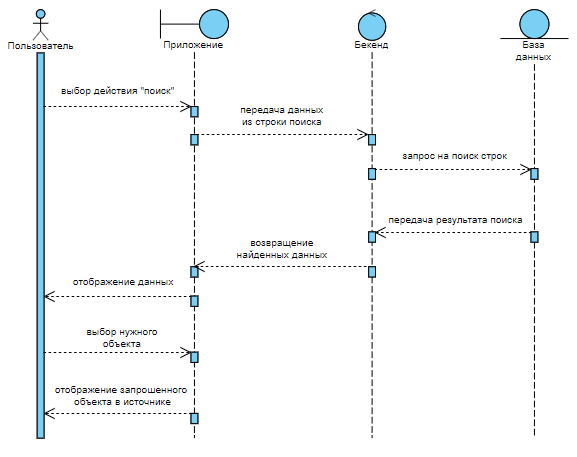 Пользователь
Приложение
Бекенд
База
данных
выбор действия "поиск"
передача данных
из строки поиска
запрос на поиск строк
передача результата поиска
возвращение
найденных данных
отображение данных
выбор нужного
объекта
отображение запрошенного
объекта в источнике